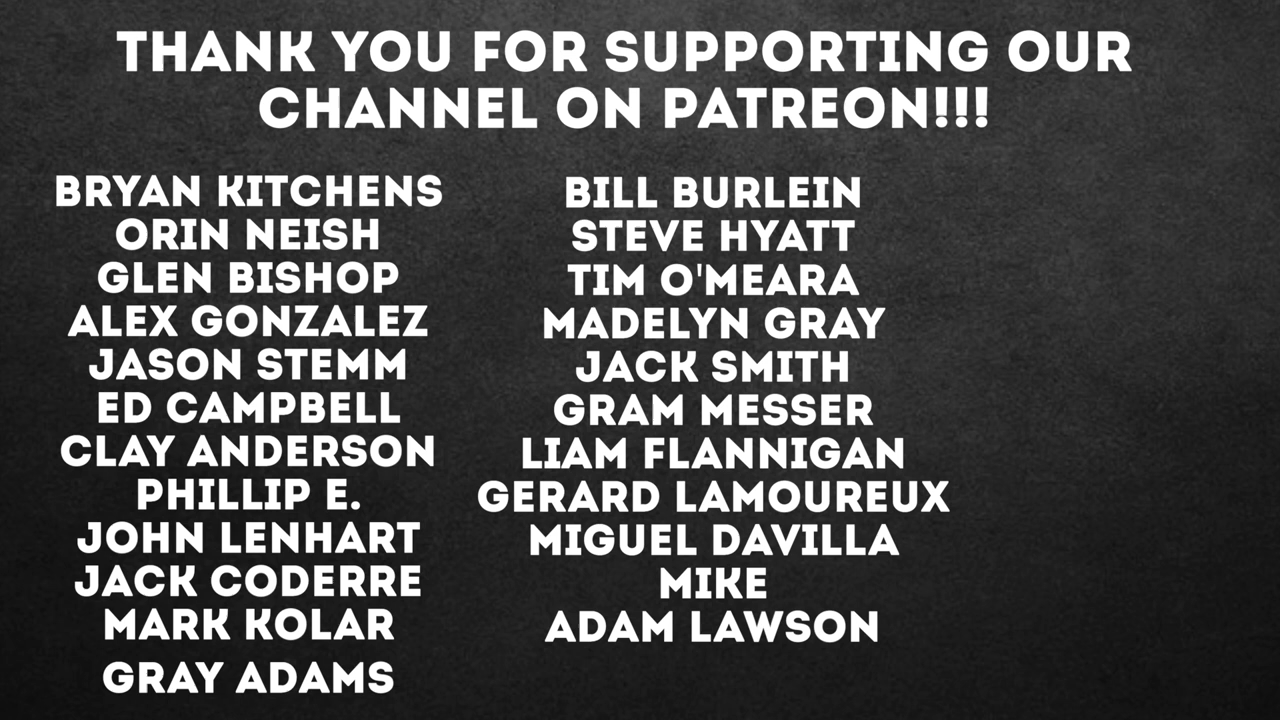 THANK YOU FOR SUPPORTING OUR
CHANNEL ON PATREON!!!
BRYAN KITCHENS
ORIN NEISH
GLEN BISHOP
ALEX GONZALEZ
JASON STEMM
ED CAMPBELL
CLAY ANDERSON
PHILLIP E.
JOHN LENHART
JACK CODERRE
MARK KOLAR
GRAY ADAMS
BILL BURLEIN
STEVE HYATT
TIM O'MEARA
MADELYN GRAY
JACK SMITH
GRAM MESSER
LIAM FLANNIGAN
GERARD LAMOUREUX
MIGUEL DAVILLA
MIKE
ADAM LAWSON